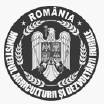 ROMÂNIA
MINISTERUL AGRICULTURII ȘI DEZVOLTĂRII RURALE